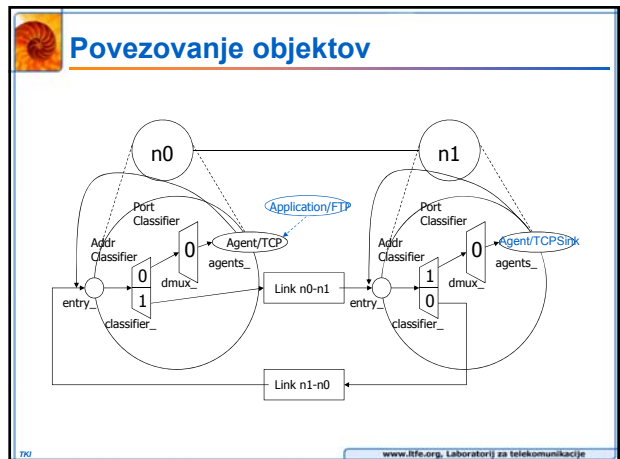 Povezovanje objektov
n0
n1
Port
Classifier
Application/FTP
Port
Classifier
Addr
Classifier
0
Agent/TCP
Addr
Classifier
0
Agent/TCPSink
agents_
agents_
0
1
dmux_
Link n0-n1
1
0
dmux_
entry_
classifier_
entry_
classifier_
Link n1-n0
TKI
www.ltfe.org, Laboratorij za telekomunikacije